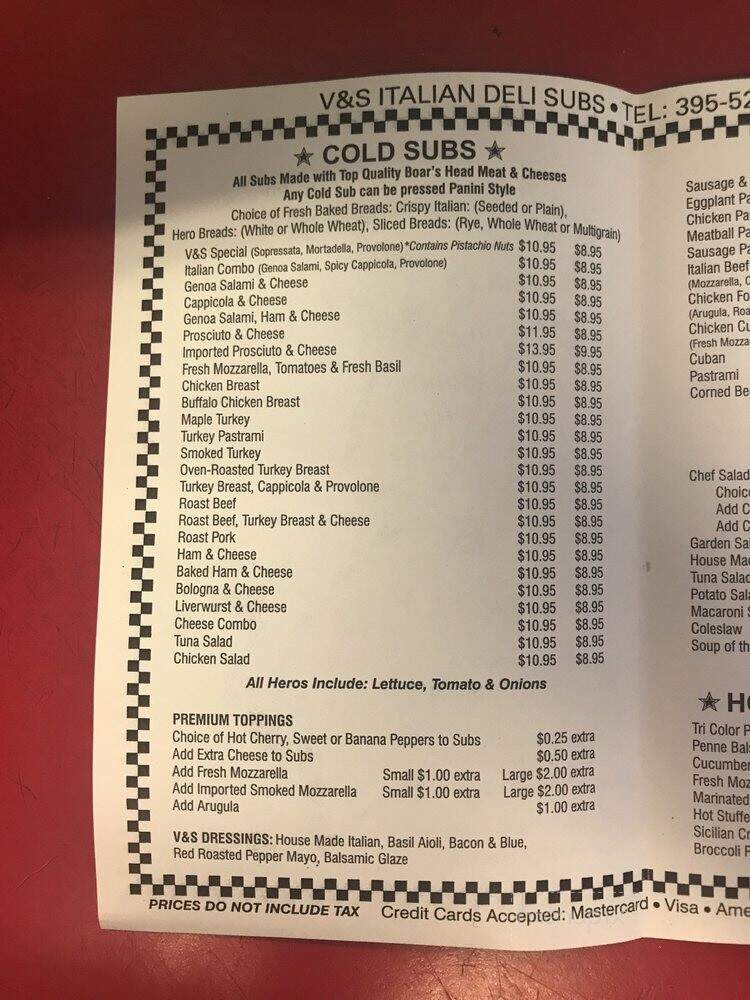 V&S ITALIAN DELI SUBS • TEL: 395-52
★ COLD SUBS ★
All Subs Made with Top Quality Boar's Head Meat & Cheeses
Any Cold Sub can be pressed Panini Style
Choice of Fresh Baked Breads: Crispy Italian: (Seeded or Plain),
Hero Breads: (White or Whole Wheat), Sliced Breads: (Rye, Whole Wheat or Multigrain)
V&S Special (Sopressata, Mortadella, Provolone) *Contains Pistachio Nuts $10.95 $8.95
Italian Combo (Genoa Salami, Spicy Cappicola, Provolone) $10.95 $8.95
Genoa Salami & Cheese $10.95 $8.95
Cappicola & Cheese $10.95 $8.95
Genoa Salami, Ham & Cheese $10.95 $8.95
Prosciuto & Cheese $11.95 $8.95
Imported Prosciuto & Cheese $13.95 $9.95
Fresh Mozzarella, Tomatoes & Fresh Basil $10.95 $8.95
Chicken Breast $10.95 $8.95
Buffalo Chicken Breast $10.95 $8.95
Maple Turkey $10.95 $8.95
Turkey Pastrami $10.95 $8.95
Smoked Turkey $10.95 $8.95
Oven-Roasted Turkey Breast $10.95 $8.95
Turkey Breast, Cappicola & Provolone $10.95 $8.95
Roast Beef $10.95 $8.95
Roast Beef, Turkey Breast & Cheese $10.95 $8.95
Roast Pork $10.95 $8.95
Ham & Cheese $10.95 $8.95
Baked Ham & Cheese $10.95 $8.95
Bologna & Cheese $10.95 $8.95
Liverwurst & Cheese $10.95 $8.95
Cheese Combo $10.95 $8.95
Tuna Salad $10.95 $8.95
Chicken Salad $10.95 $8.95
All Heros Include: Lettuce, Tomato & Onions
PREMIUM TOPPINGS
Choice of Hot Cherry, Sweet or Banana Peppers to Subs $0.25 extra
Add Extra Cheese to Subs $0.50 extra
Add Fresh Mozzarella Small $1.00 extra Large $2.00 extra
Add Imported Smoked Mozzarella Small $1.00 extra Large $2.00 extra
Add Arugula $1.00 extra
V&S DRESSINGS: House Made Italian, Basil Aioli, Bacon & Blue,
Red Roasted Pepper Mayo, Balsamic Glaze
PRICES DO NOT INCLUDE TAX Credit Cards Accepted: Mastercard • Visa • Ame
Sausage &
Eggplant Pa
Chicken Pa
Meatball Pa
Sausage Pa
Italian Beef
(Mozzarella,
Chicken Fo
(Arugula, Roa
Chicken Cu
(Fresh Mozza
Cuban
Pastrami
Corned Be
Chef Salad
Choic
Add C
Add C
Garden Sa
House Ma
Tuna Salad
Potato Sal
Macaroni
Coleslaw
Soup of th
★ H
Tri Color P
Penne Bal
Cucumber
Fresh Moz
Marinated
Hot Stuffe
Sicilian Cr
Broccoli